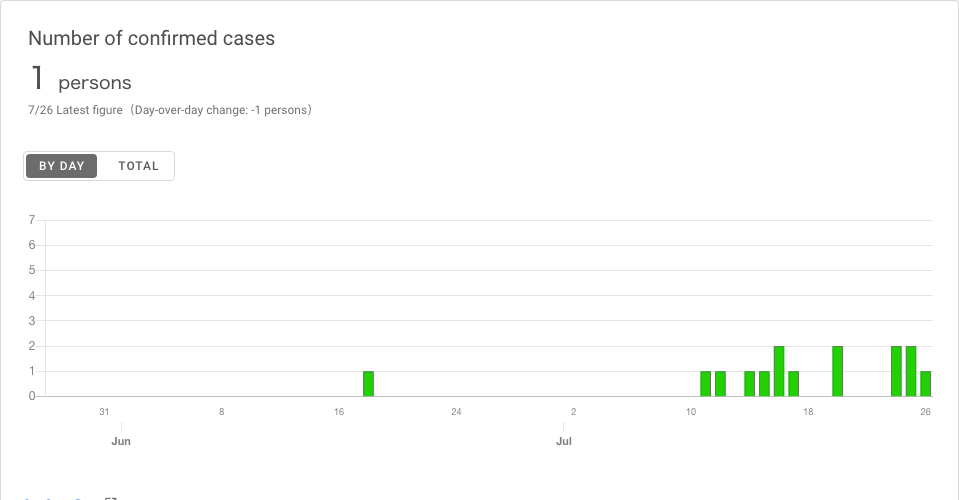 Number of confirmed cases
1 persons
7/26 Latest figure（Day-over-day change: -1 persons）
BY DAY TOTAL
7
6
5
4
3
2
1
0
31 8 16 24 2 10 18 26
Jun Jul